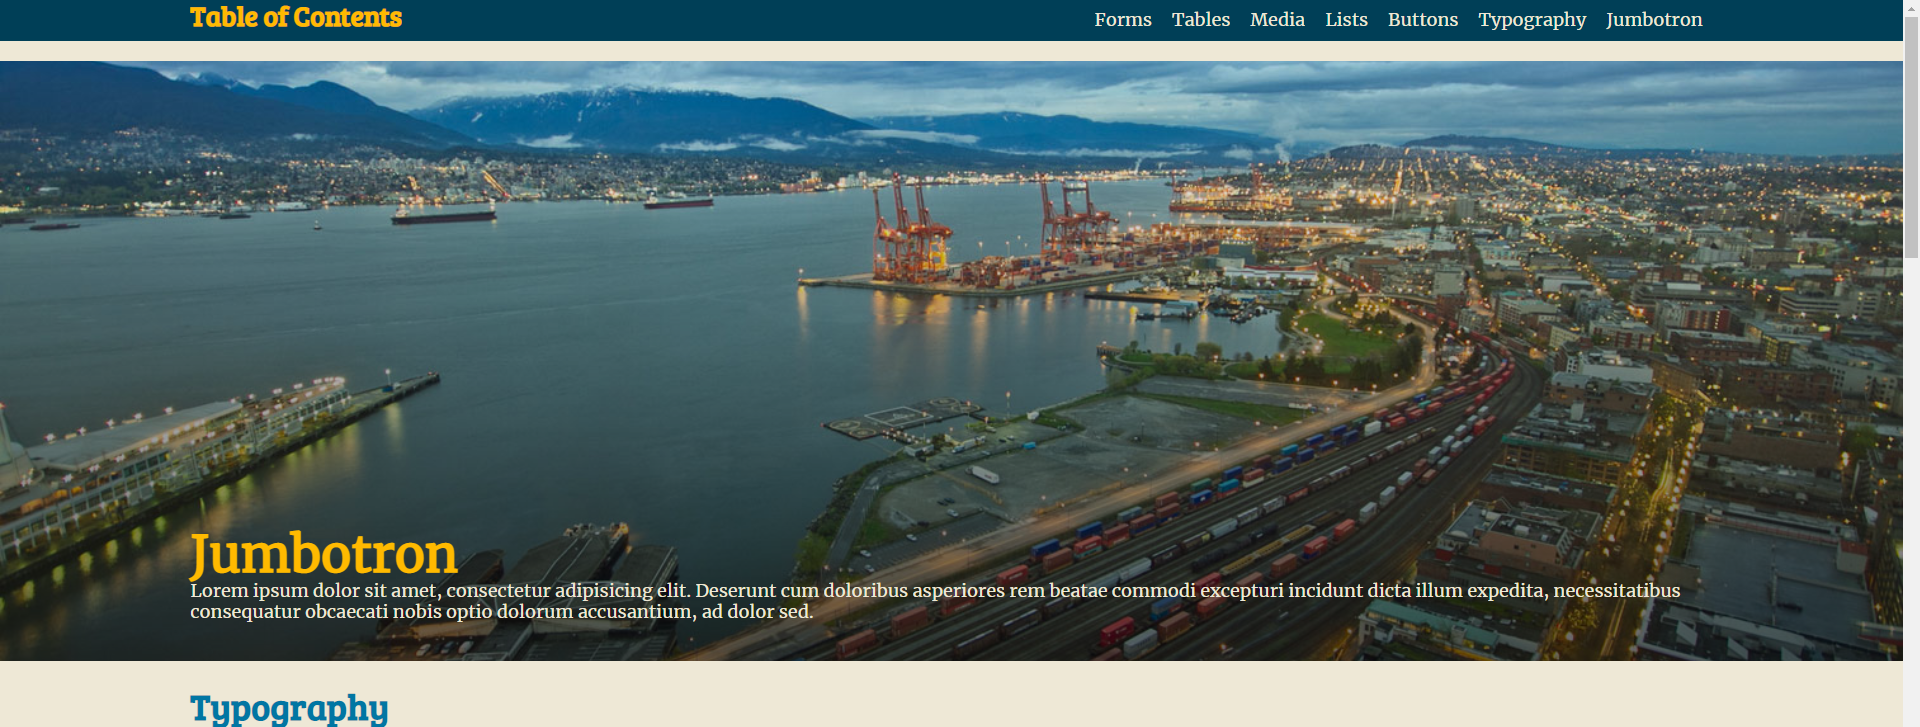 Table of Contents
Forms Tables Media Lists Buttons Typography Jumbotron
Jumbotron
Lorem ipsum dolor sit amet, consectetur adipisicing elit. Deserunt cum doloribus asperiores rem beatae commodi excepturi incidunt dicta illum expedita, necessitatibus
consequatur obcaecati nobis optio dolorum accusantium, ad dolor sed.
Typography